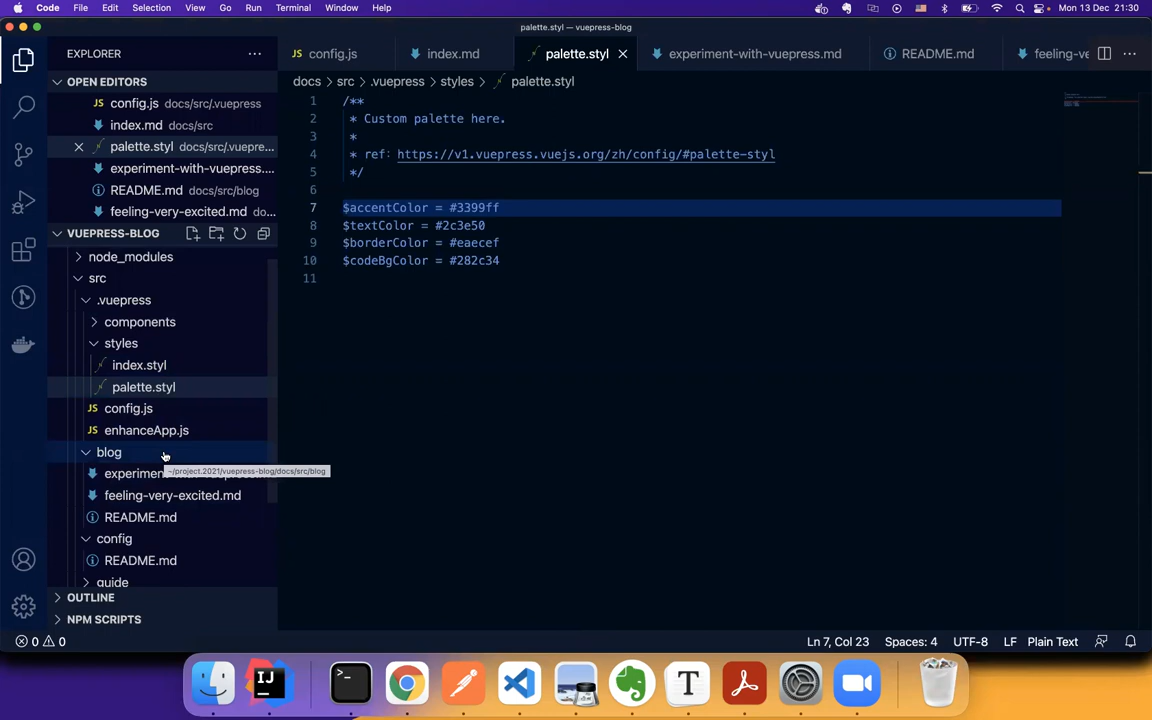 Code File Edit Selection View Go Run Terminal Window Help Mon 13 Dec 21:30
palette.styl — vuepress-blog
EXPLORER
config.js index.md palette.styl experiment-with-vuepress.md README.md feeling-ve
OPEN EDITORS
docs > src > .vuepress > styles > palette.styl
config.js docs/src/.vuepress
index.md docs/src
palette.styl docs/src/.vuepre...
experiment-with-vuepress....
README.md docs/src/blog
feeling-very-excited.md do...
VUEPRESS-BLOG
node_modules
src
.vuepress
components
styles
index.styl
palette.styl
config.js
enhanceApp.js
blog
~/project.2021/vuepress-blog/docs/src/blog
feeling-very-excited.md
README.md
config
README.md
guide
OUTLINE
NPM SCRIPTS
1 /**
2 * Custom palette here.
3 *
4 * ref: https://v1.vuepress.vuejs.org/zh/config/#palette-styl
5 */
6
7 $accentColor = #3399ff
8 $textColor = #2c3e50
9 $borderColor = #eaecef
10 $codeBgColor = #282c34
11
0 0
Ln 7, Col 23 Spaces: 4 UTF-8 LF Plain Text
IJ
T